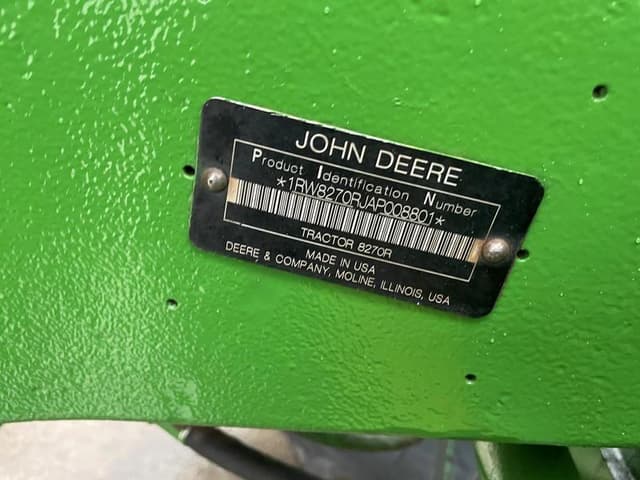 JOHN DEERE
Product Identification Number
*1RW8270RJAP008801*
TRACTOR 8270R
MADE IN USA
DEERE & COMPANY, MOLINE, ILLINOIS, USA